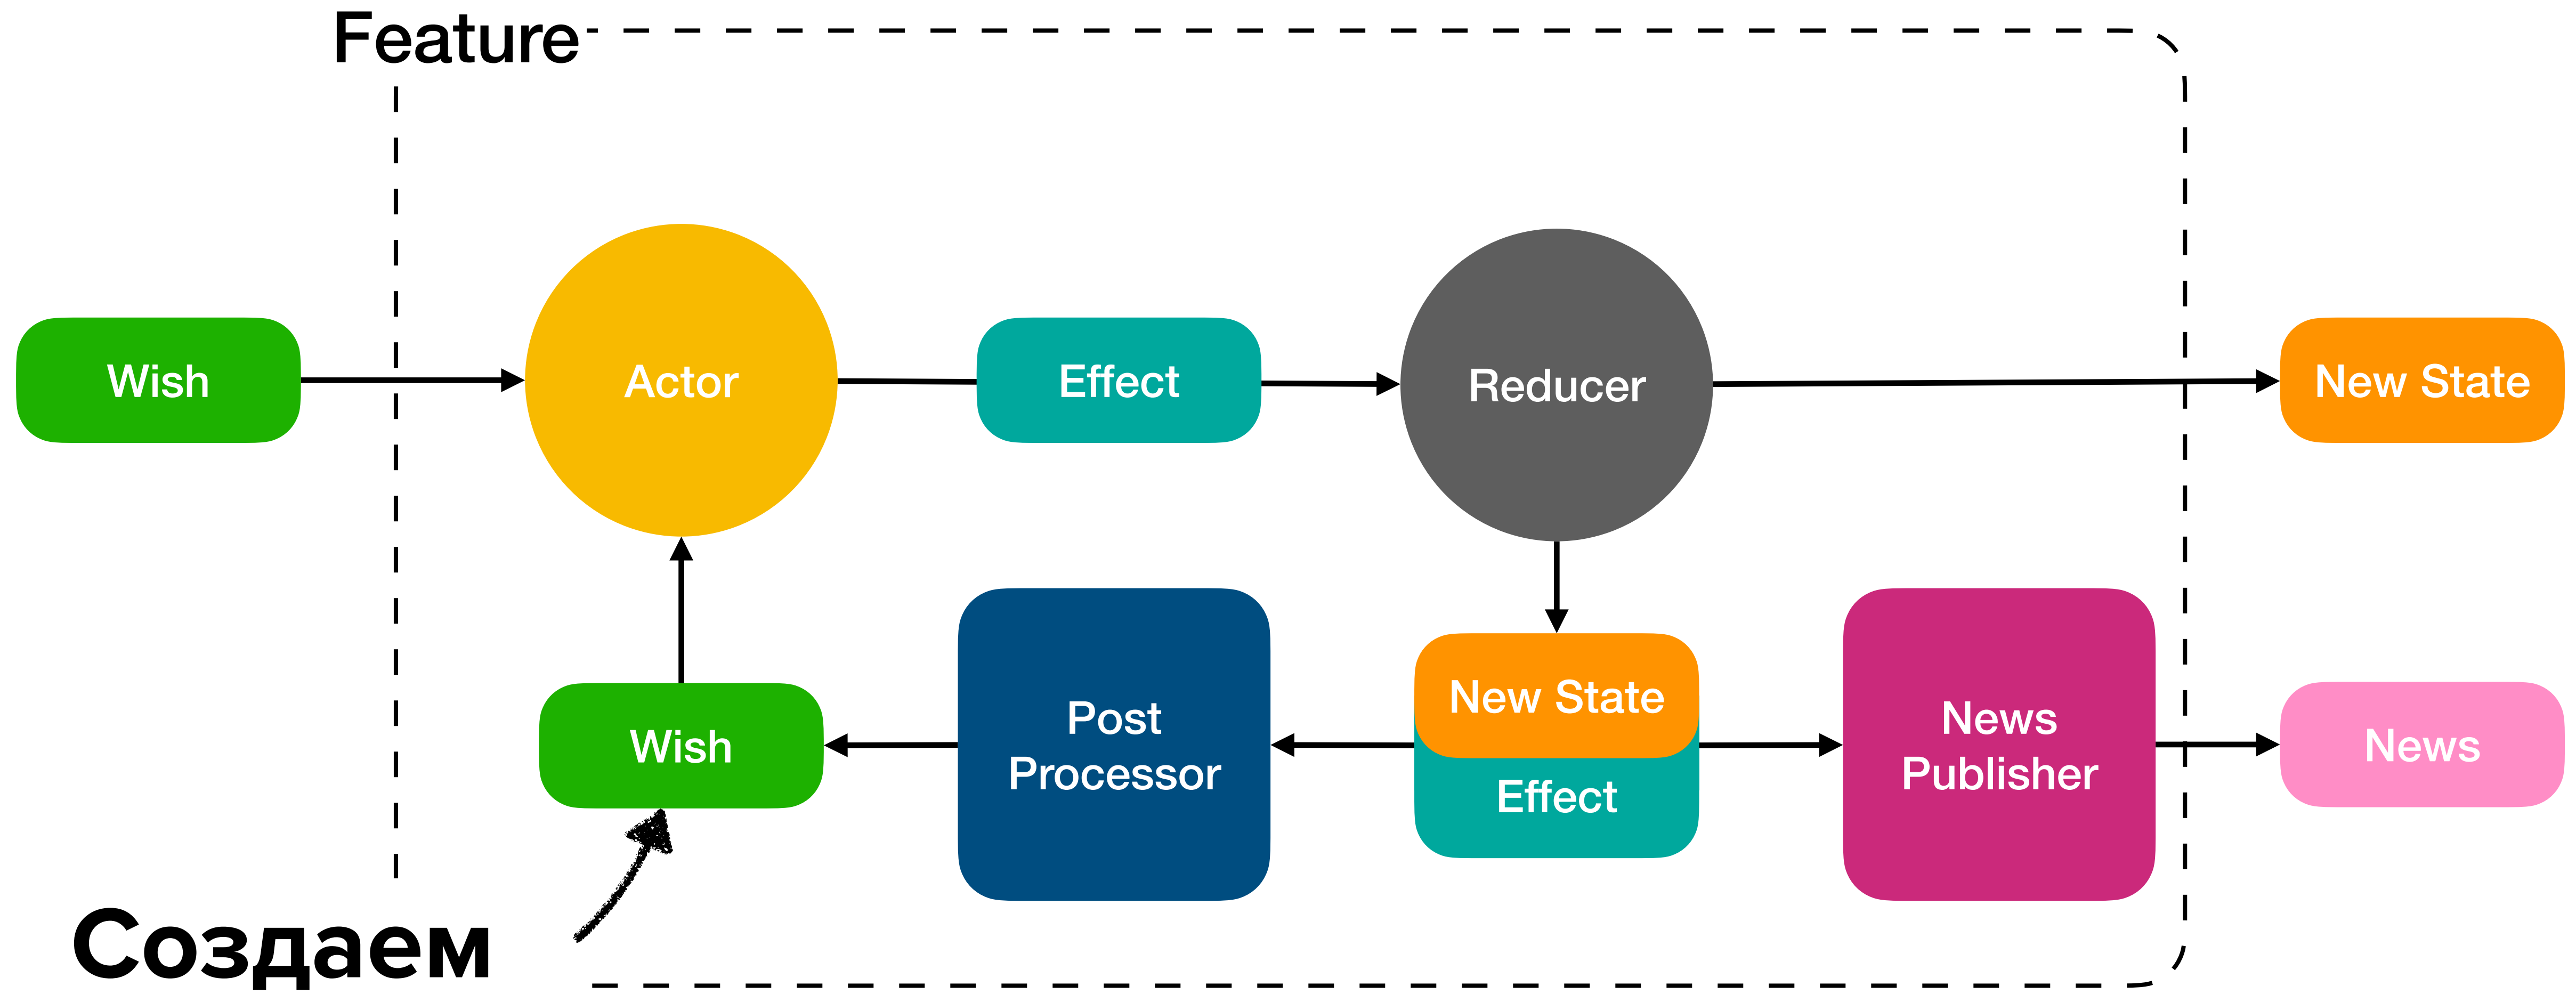 Feature
Wish
Actor
Effect
Reducer
New State
Wish
Post
Processor
New State
Effect
News
Publisher
News
Создаем